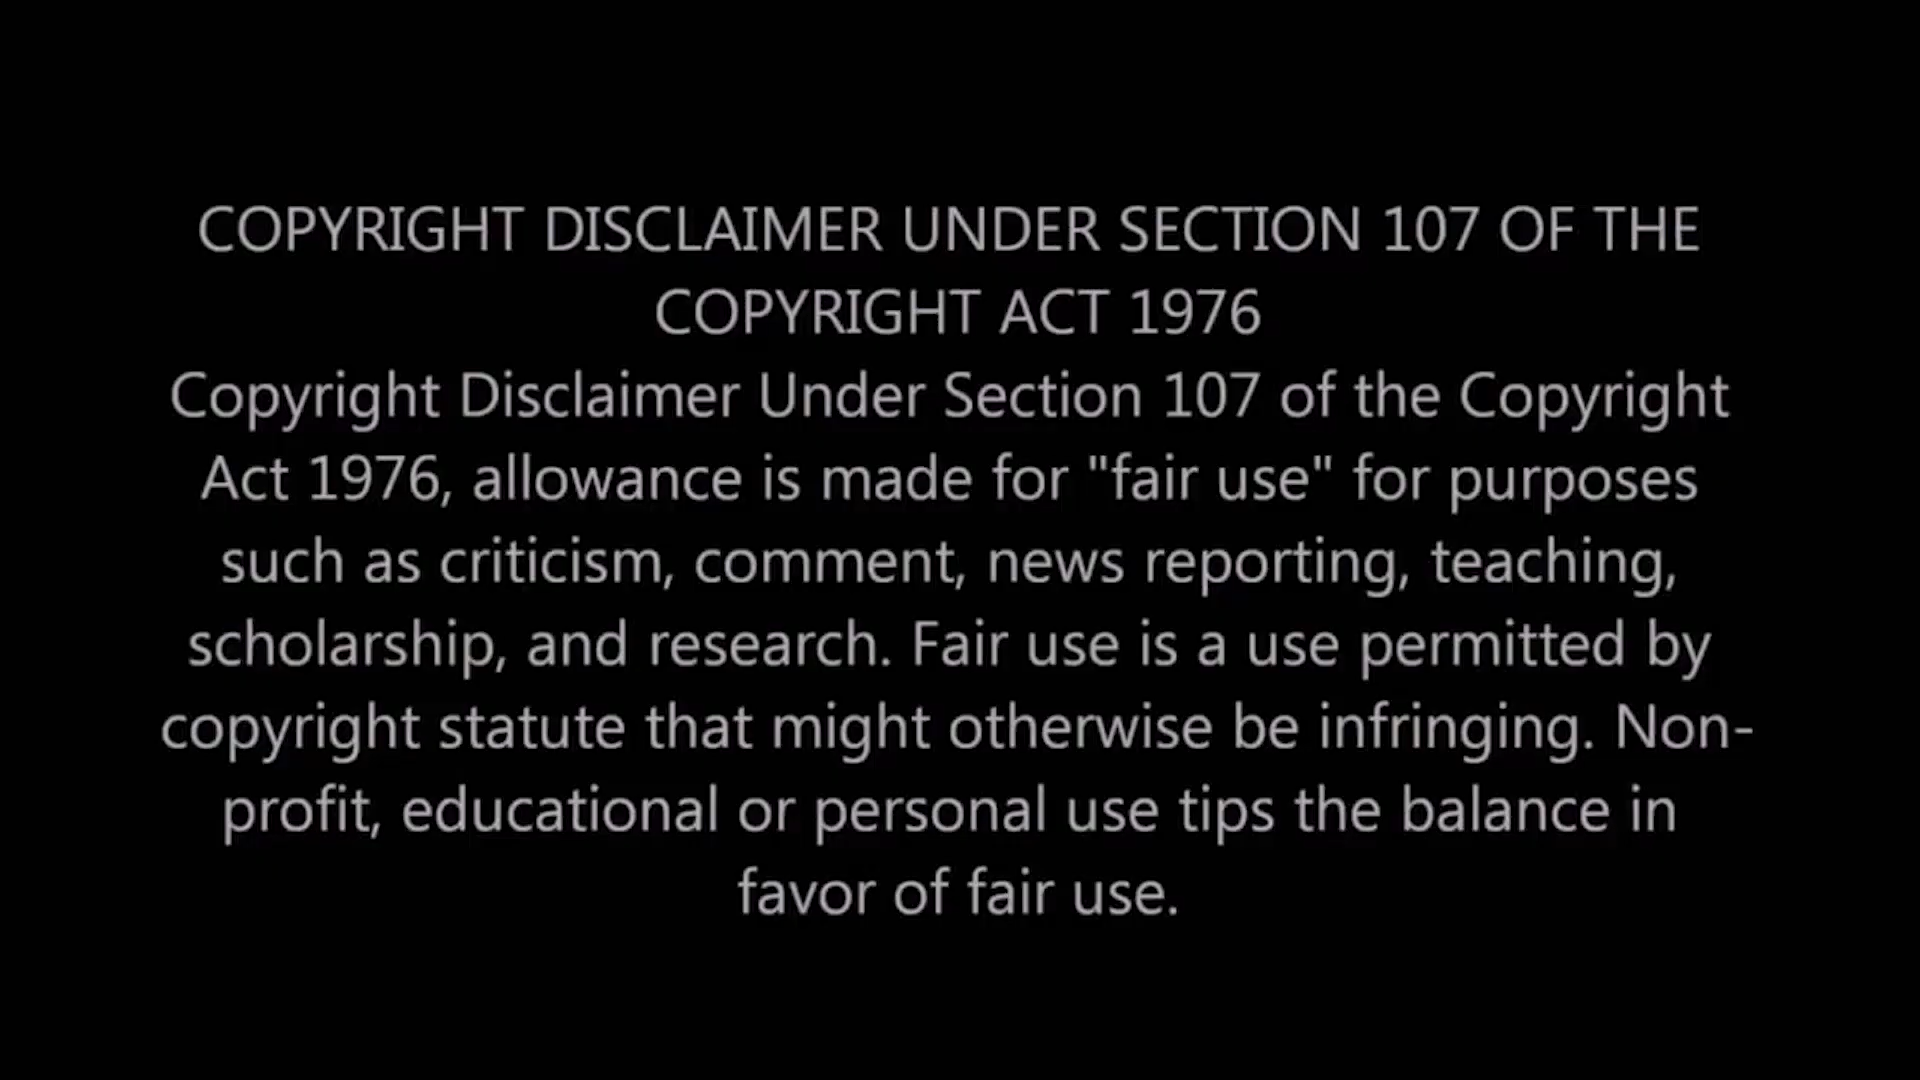 COPYRIGHT DISCLAIMER UNDER SECTION 107 OF THE
COPYRIGHT ACT 1976
Copyright Disclaimer Under Section 107 of the Copyright
Act 1976, allowance is made for "fair use" for purposes
such as criticism, comment, news reporting, teaching,
scholarship, and research. Fair use is a use permitted by
copyright statute that might otherwise be infringing. Non-
profit, educational or personal use tips the balance in
favor of fair use.